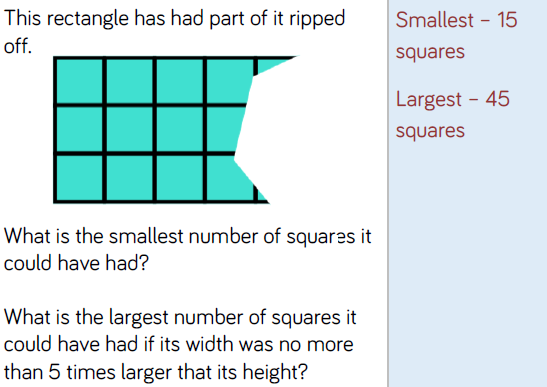 This rectangle has had part of it ripped
off.
What is the smallest number of squares it
could have had?
What is the largest number of squares it
could have had if its width was no more
than 5 times larger that its height?
Smallest – 15
squares
Largest – 45
squares